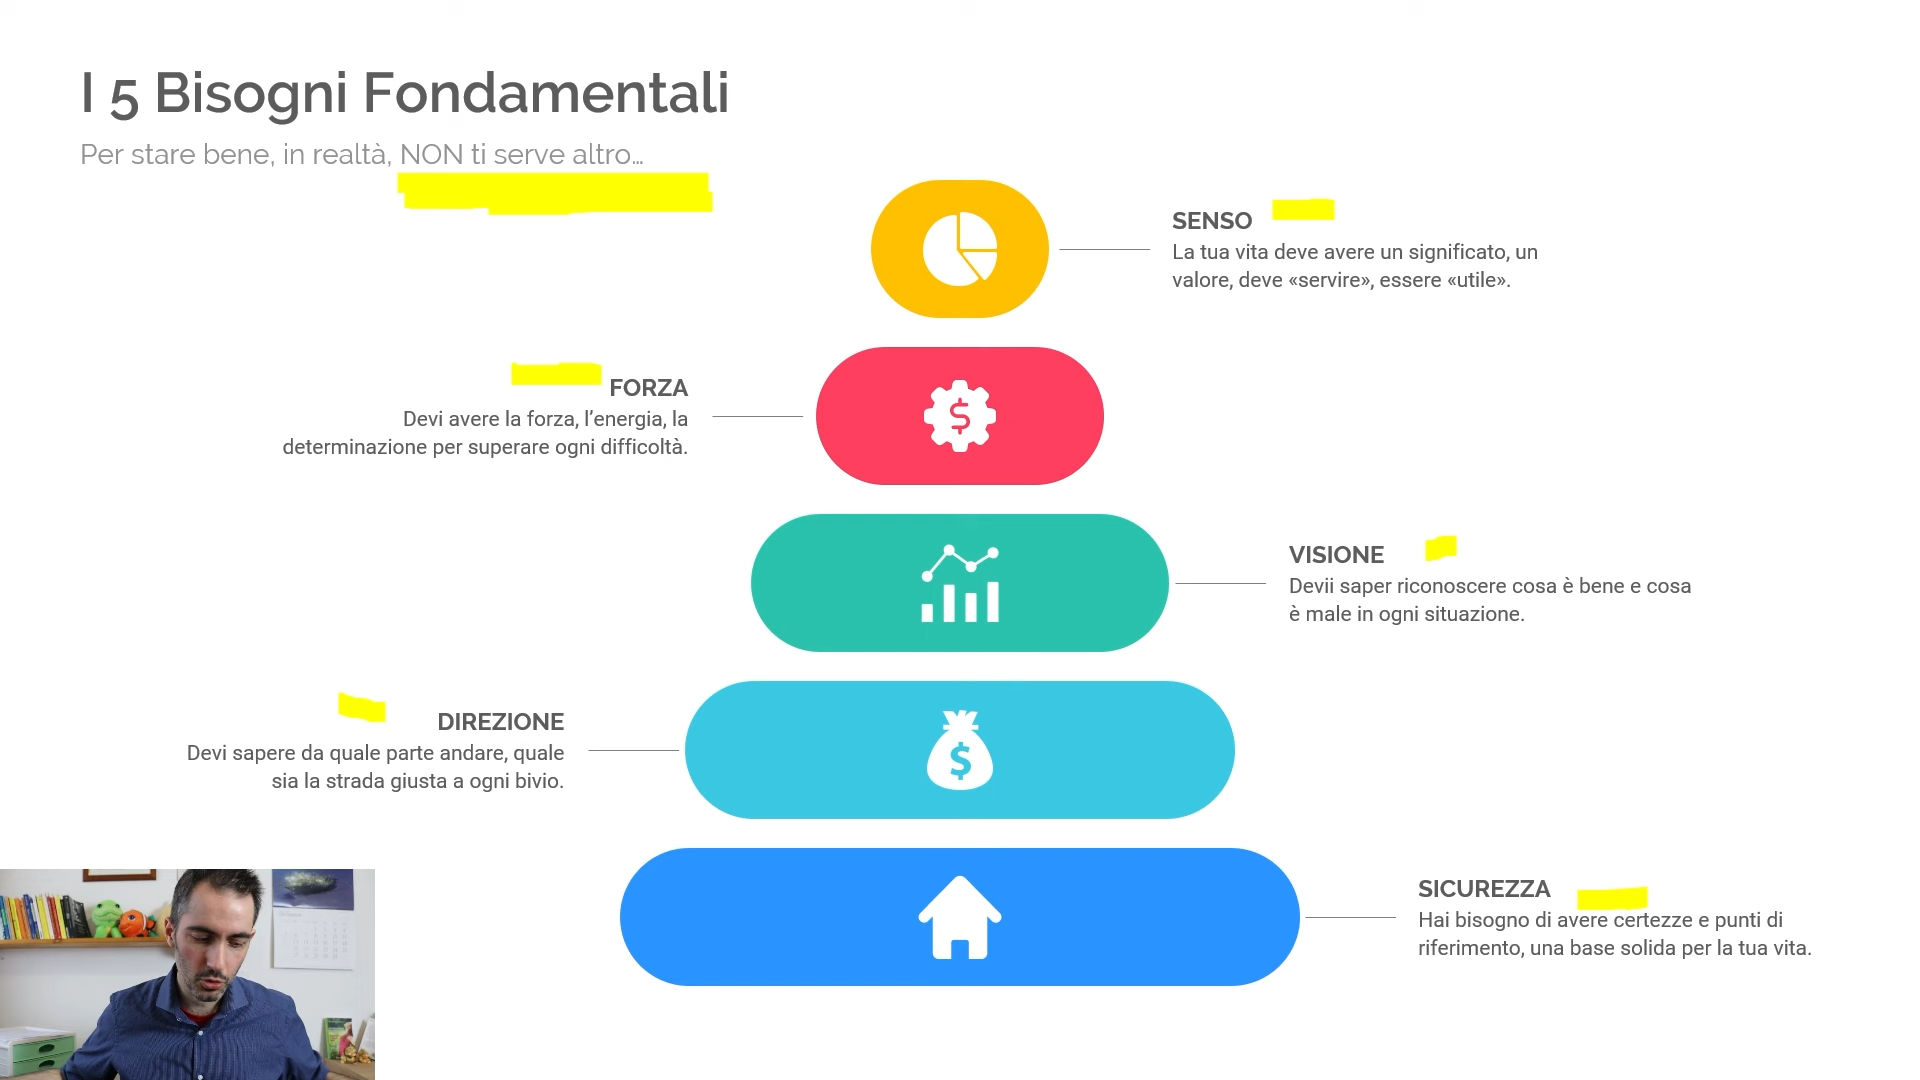 I 5 Bisogni Fondamentali
Per stare bene, in realtà, NON ti serve altro…
SENSO
La tua vita deve avere un significato, un
valore, deve «servire», essere «utile».
FORZA
Devi avere la forza, l’energia, la
determinazione per superare ogni difficoltà.
VISIONE
Devii saper riconoscere cosa è bene e cosa
è male in ogni situazione.
DIREZIONE
Devi sapere da quale parte andare, quale
sia la strada giusta a ogni bivio.
SICUREZZA
Hai bisogno di avere certezze e punti di
riferimento, una base solida per la tua vita.
$
$